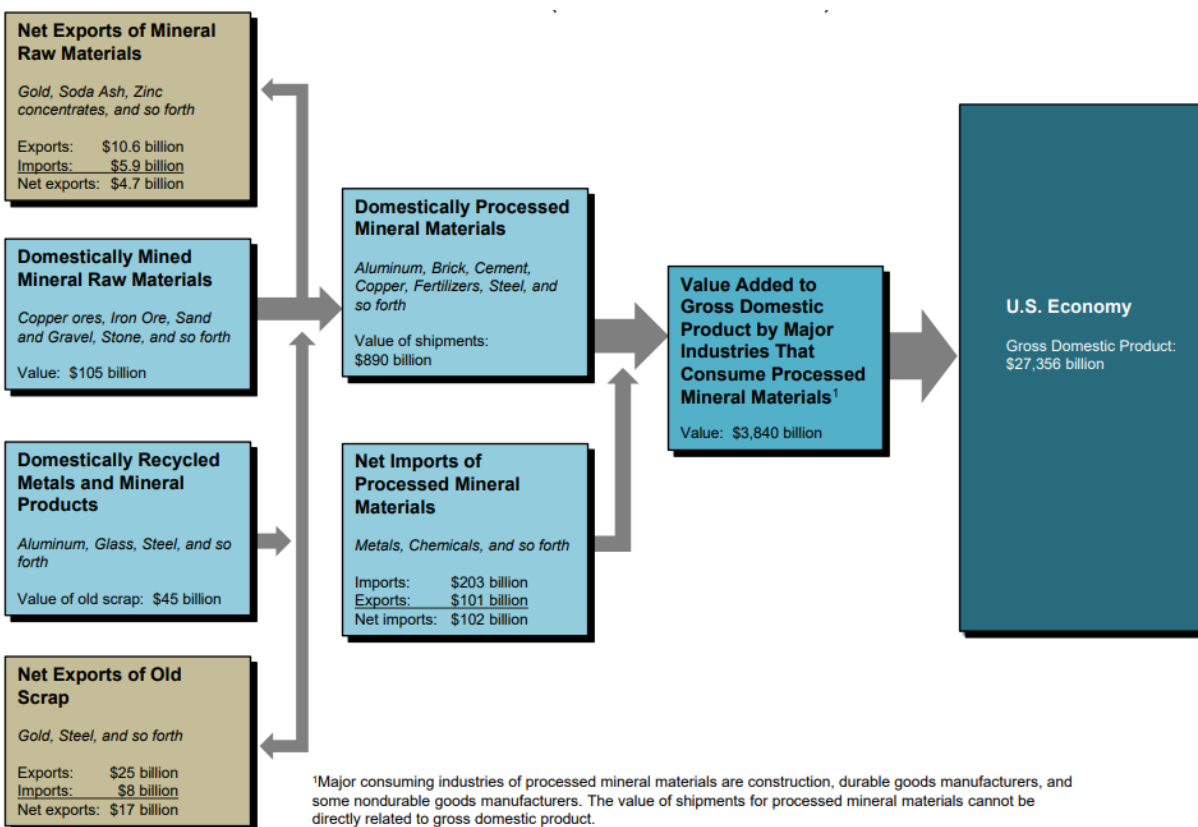 Net Exports of Mineral
Raw Materials
Gold, Soda Ash, Zinc
concentrates, and so forth
Exports: $10.6 billion
Imports: $5.9 billion
Net exports: $4.7 billion
Domestically Mined
Mineral Raw Materials
Copper ores, Iron Ore, Sand
and Gravel, Stone, and so forth
Value: $105 billion
Domestically Recycled
Metals and Mineral
Products
Aluminum, Glass, Steel, and so
forth
Value of old scrap: $45 billion
Net Exports of Old
Scrap
Gold, Steel, and so forth
Exports: $25 billion
Imports: $8 billion
Net exports: $17 billion
Domestically Processed
Mineral Materials
Aluminum, Brick, Cement,
Copper, Fertilizers, Steel, and
so forth
Value of shipments:
$890 billion
Net Imports of
Processed Mineral
Materials
Metals, Chemicals, and so forth
Imports: $203 billion
Exports: $101 billion
Net imports: $102 billion
Value Added to
Gross Domestic
Product by Major
Industries That
Consume Processed
Mineral Materials¹
Value: $3,840 billion
U.S. Economy
Gross Domestic Product:
$27,356 billion
¹Major consuming industries of processed mineral materials are construction, durable goods manufacturers, and
some nondurable goods manufacturers. The value of shipments for processed mineral materials cannot be
directly related to gross domestic product.